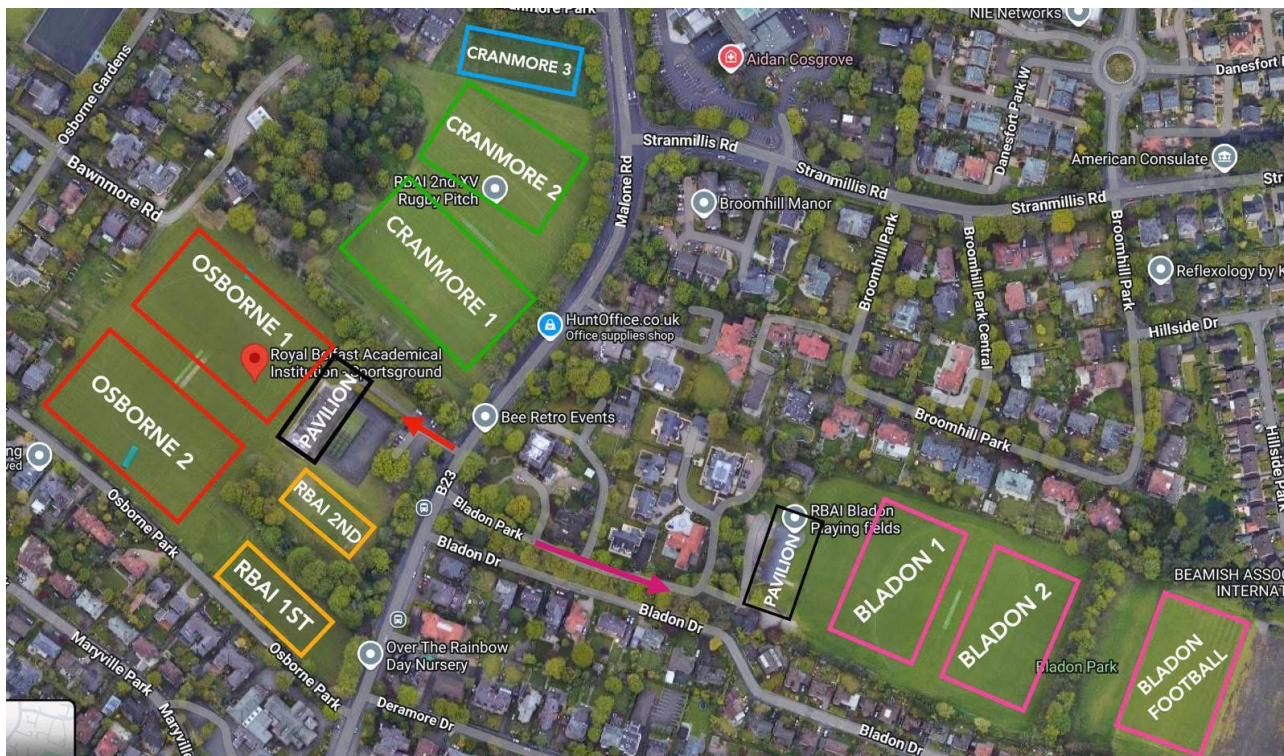 NIE Networks
CRANMORE 3
Aidan Cosgrove
Danesfort Park W
Osborne Gardens
Bawnmore Rd
CRANMORE 2
RBAI 2nd XV
Rugby Pitch
Malone Rd
Stranmillis Rd
Stranmillis Rd
Stranmillis Rd
American Consulate
Broomhill Manor
CRANMORE 1
Broomhill Park
Broomhill Park Central
Broomhill Park
Reflexology by K
Hillside Dr
OSBORNE 1
HuntOffice.co.uk
Office supplies shop
Royal Belfast Academical
Institution - Sportsground
OSBORNE 2
PAVILION
Bee Retro Events
Broomhill Park
Hillside Park
Osborne Park
RBAI 2ND
B23
Bladon Park
Bladon Dr
RBAI Bladon
Playing fields
PAVILION
BLADON 1
BLADON 2
RBAI 1ST
Bladon Dr
BEAMISH ASSOC
INTERNAT
Over The Rainbow
Day Nursery
Bladon Park
BLADON
FOOTBALL
Maryville Park
Osborne Park
Deramore Dr
Bladon Dr